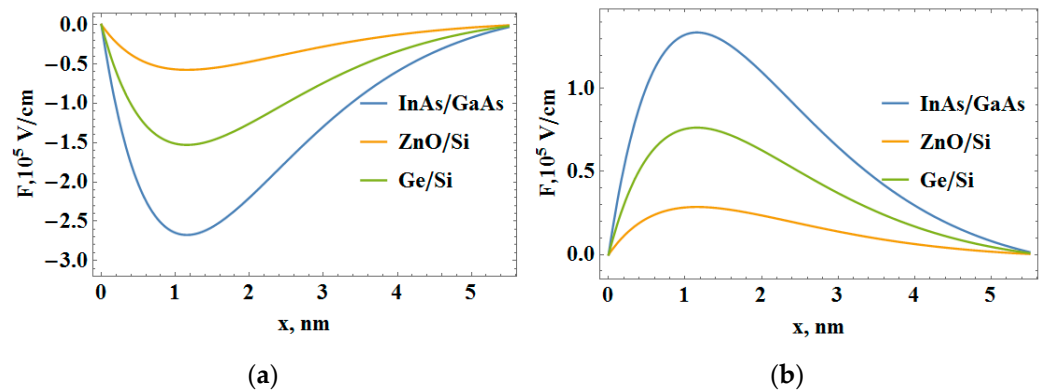 0.0
−0.5
−1.0
−1.5
−2.0
−2.5
−3.0
F,10⁵ V/cm
0 1 2 3 4 5
x, nm
InAs/GaAs
ZnO/Si
Ge/Si
(a)
1.0
0.5
0.0
F,10⁵ V/cm
0 1 2 3 4 5
x, nm
InAs/GaAs
ZnO/Si
Ge/Si
(b)